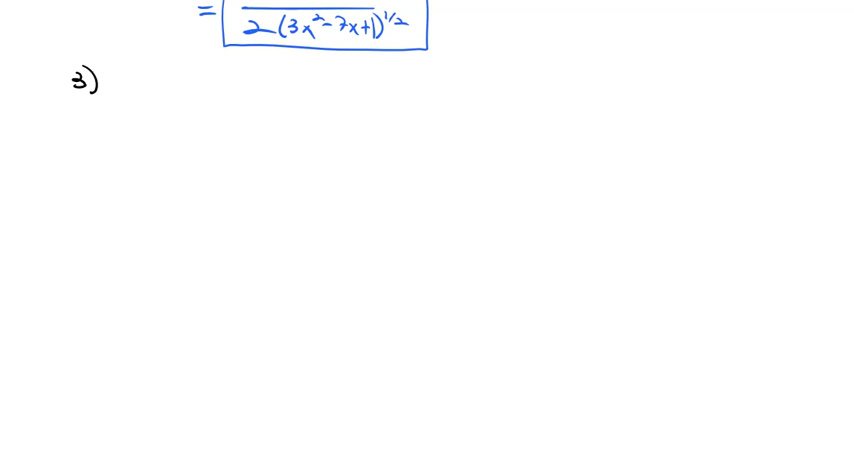 = 2(3x²-7x+1)^1/2
3)